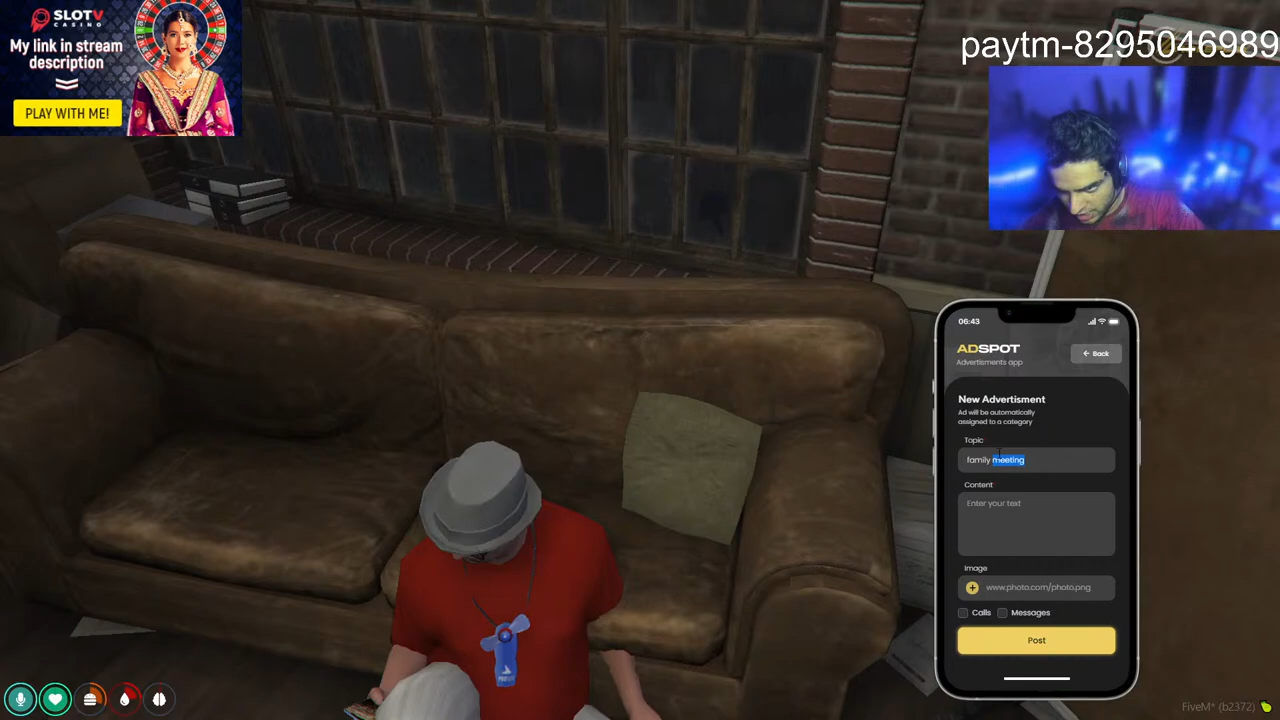 SLOTV
CASINO
My link in stream
description
PLAY WITH ME!
paytm-8295046989
06:43
ADSPOT
Advertisments app
← Back
New Advertisment
Ad will be automatically
assigned to a category
Topic
family meeting
Content
Enter your text
Image
www.photo.com/photo.png
Calls
Messages
Post
FiveM* (b2372)